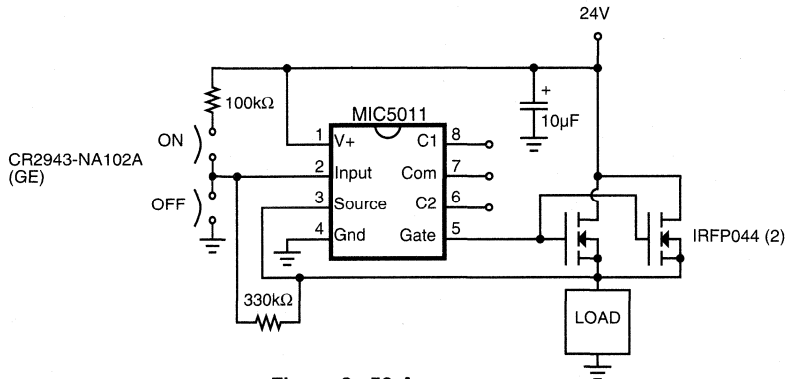 24V
100kΩ
MIC5011
+
10µF
ON
CR2943-NA102A
(GE)
OFF
1 V+ C1 8
2 Input Com 7
3 Source C2 6
4 Gnd Gate 5
IRFP044 (2)
330kΩ
LOAD